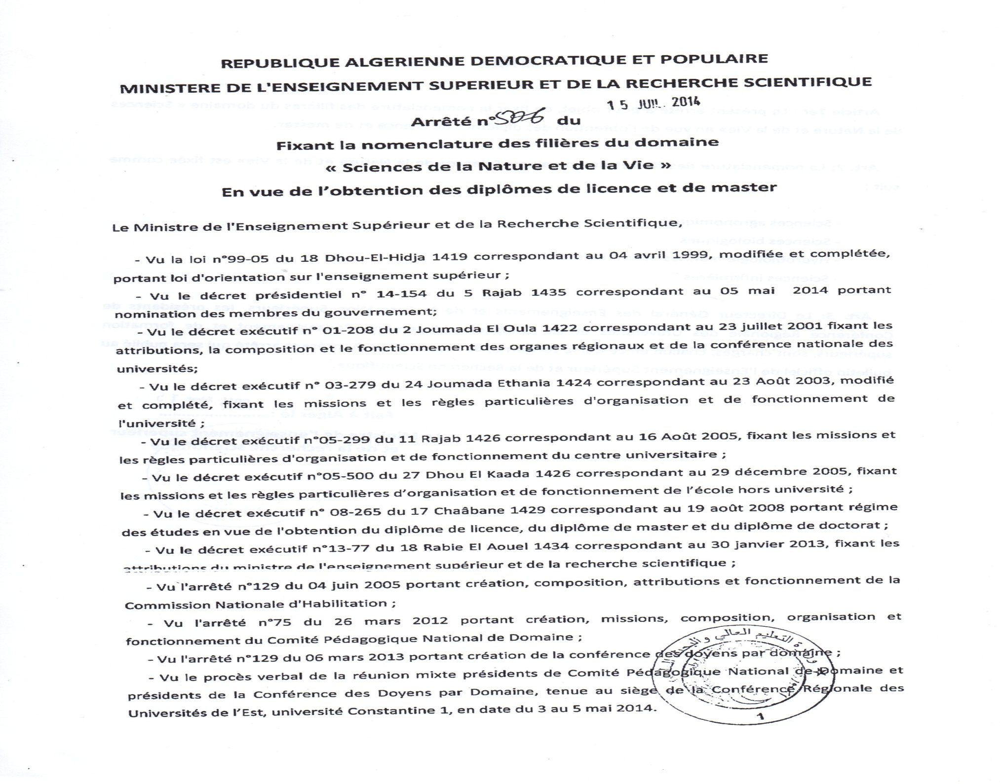 REPUBLIQUE ALGERIENNE DEMOCRATIQUE ET POPULAIRE
MINISTERE DE L'ENSEIGNEMENT SUPERIEUR ET DE LA RECHERCHE SCIENTIFIQUE
15 JUIL. 2014
Arrêté n°506 du
Fixant la nomenclature des filières du domaine
« Sciences de la Nature et de la Vie »
En vue de l’obtention des diplômes de licence et de master
Le Ministre de l'Enseignement Supérieur et de la Recherche Scientifique,
- Vu la loi n°99-05 du 18 Dhou-El-Hidja 1419 correspondant au 04 avril 1999, modifiée et complétée,
portant loi d'orientation sur l'enseignement supérieur ;
- Vu le décret présidentiel n° 14-154 du 5 Rajab 1435 correspondant au 05 mai 2014 portant
nomination des membres du gouvernement;
- Vu le décret exécutif n° 01-208 du 2 Joumada El Oula 1422 correspondant au 23 juillet 2001 fixant les
attributions, la composition et le fonctionnement des organes régionaux et de la conférence nationale des
universités;
- Vu le décret exécutif n° 03-279 du 24 Joumada Ethania 1424 correspondant au 23 Août 2003, modifié
et complété, fixant les missions et les règles particulières d'organisation et de fonctionnement de
l'université ;
- Vu le décret exécutif n°05-299 du 11 Rajab 1426 correspondant au 16 Août 2005, fixant les missions et
les règles particulières d'organisation et de fonctionnement du centre universitaire ;
- Vu le décret exécutif n°05-500 du 27 Dhou El Kaada 1426 correspondant au 29 décembre 2005, fixant
les missions et les règles particulières d’organisation et de fonctionnement de l’école hors université ;
- Vu le décret exécutif n° 08-265 du 17 Chaâbane 1429 correspondant au 19 août 2008 portant régime
des études en vue de l'obtention du diplôme de licence, du diplôme de master et du diplôme de doctorat ;
- Vu le décret exécutif n°13-77 du 18 Rabie El Aouel 1434 correspondant au 30 janvier 2013, fixant les
attributions du ministre de l'enseignement supérieur et de la recherche scientifique ;
- Vu l'arrêté n°129 du 04 juin 2005 portant création, composition, attributions et fonctionnement de la
Commission Nationale d'Habilitation ;
- Vu l'arrêté n°75 du 26 mars 2012 portant création, missions, composition, organisation et
fonctionnement du Comité Pédagogique National de Domaine ;
- Vu l'arrêté n°129 du 06 mars 2013 portant création de la conférence des doyens par domaine ;
- Vu le procès verbal de la réunion mixte présidents de Comité Pédagogique National de Domaine et
présidents de la Conférence des Doyens par Domaine, tenue au siège de la Conférence Régionale des
Universités de l’Est, université Constantine 1, en date du 3 au 5 mai 2014.
وزارة التعليم العالي و البحث
1